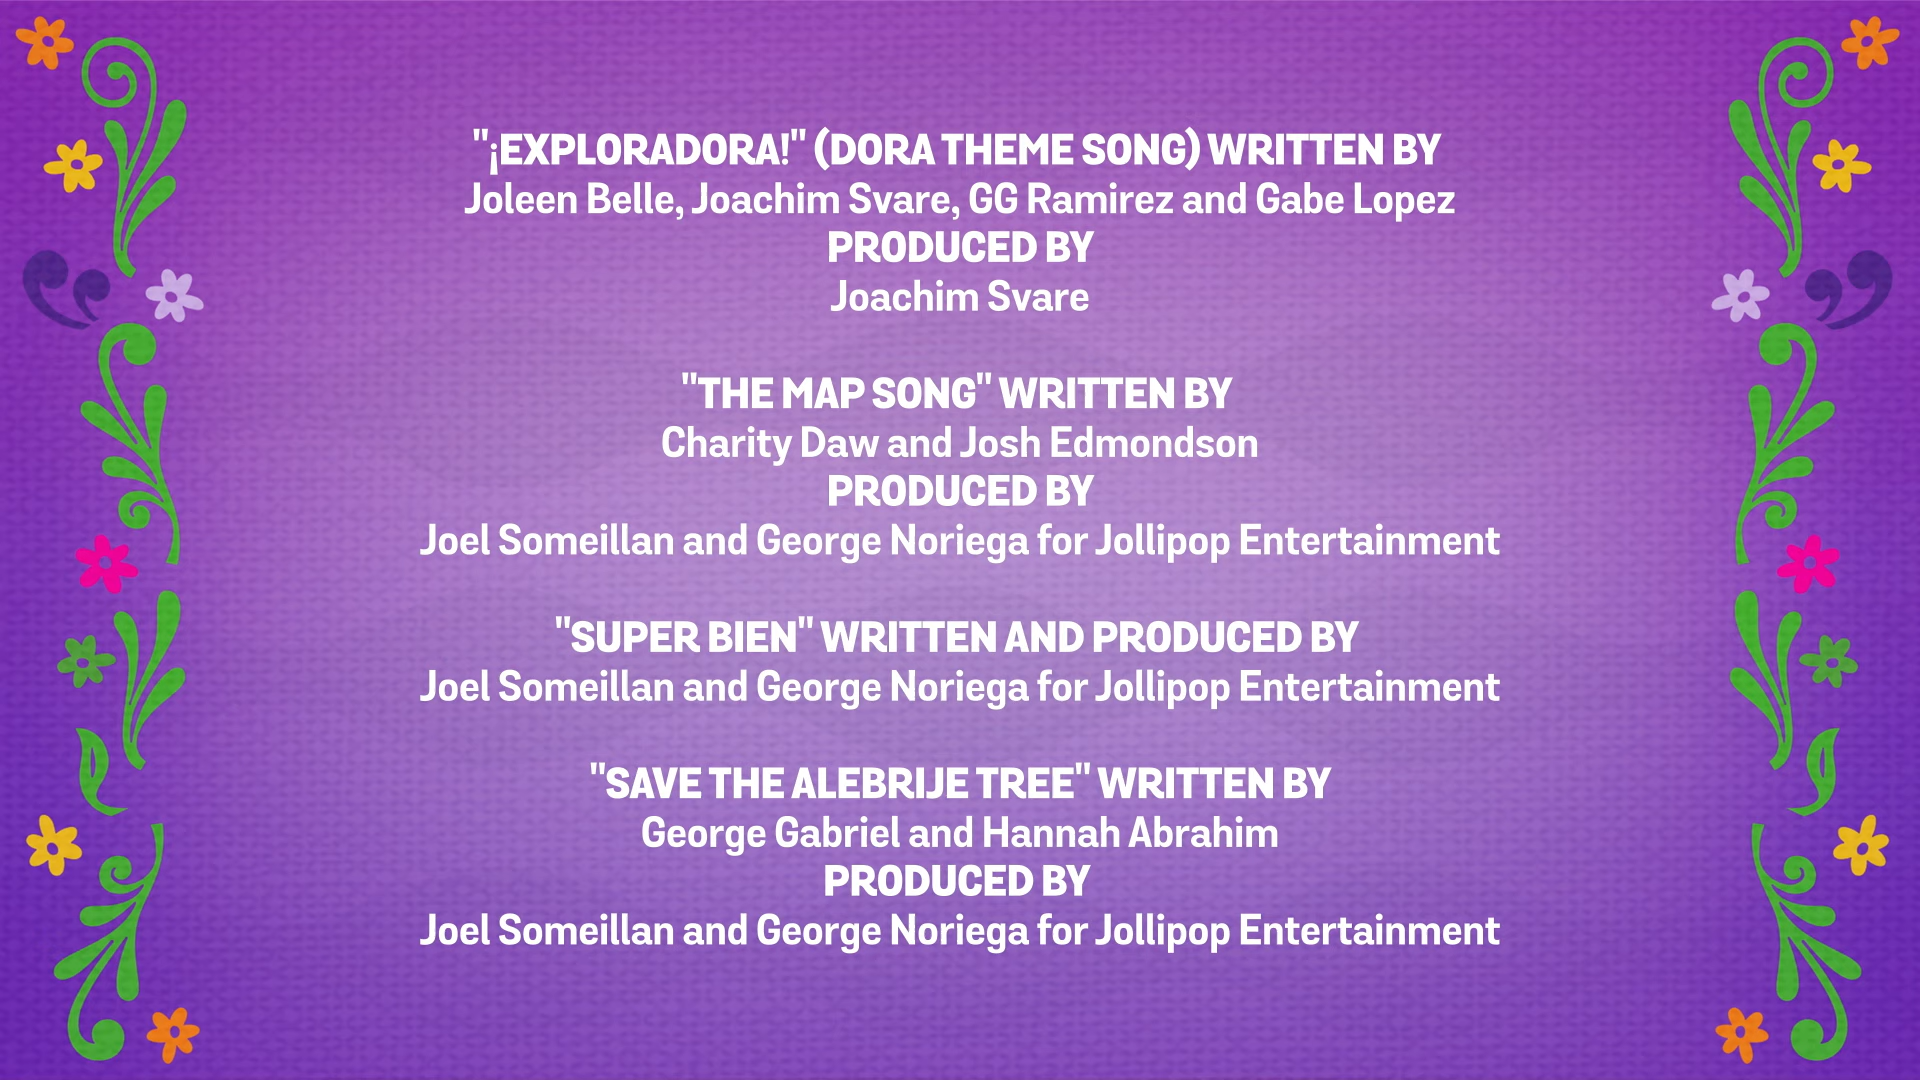 "¡EXPLORADORA!" (DORA THEME SONG) WRITTEN BY
Joleen Belle, Joachim Svare, GG Ramirez and Gabe Lopez
PRODUCED BY
Joachim Svare
"THE MAP SONG" WRITTEN BY
Charity Daw and Josh Edmondson
PRODUCED BY
Joel Someillan and George Noriega for Jollipop Entertainment
"SUPER BIEN" WRITTEN AND PRODUCED BY
Joel Someillan and George Noriega for Jollipop Entertainment
"SAVE THE ALEBRIJE TREE" WRITTEN BY
George Gabriel and Hannah Abrahim
PRODUCED BY
Joel Someillan and George Noriega for Jollipop Entertainment